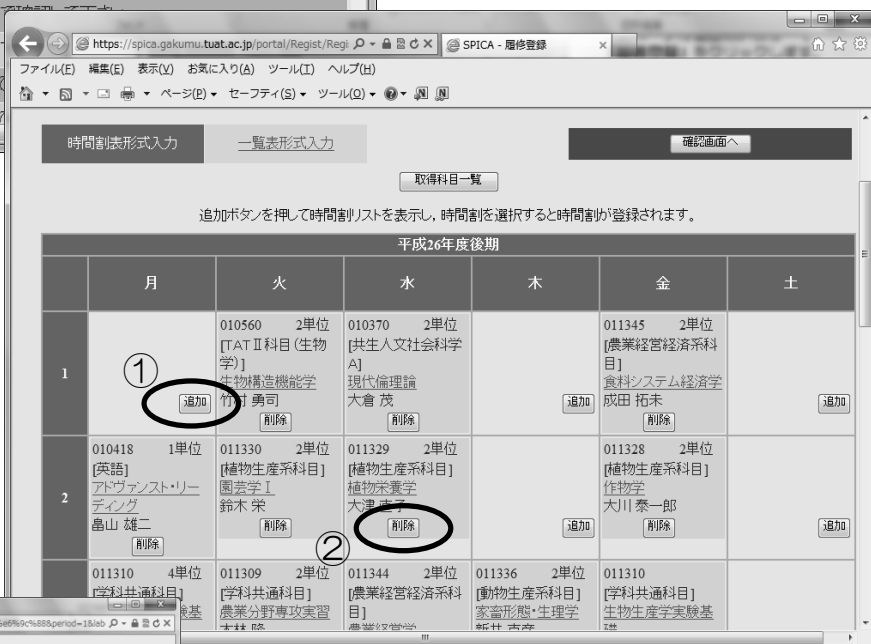 https://spica.gakumu.tuat.ac.jp/portal/Regist/Regi
SPICA - 履修登録
ファイル(F) 編集(E) 表示(V) お気に入り(A) ツール(T) ヘルプ(H)
ページ(P) セーフティ(S) ツール(O)
時間割表形式入力 一覧表形式入力 確認画面へ
取得科目一覧
追加ボタンを押して時間割リストを表示し，時間割を選択すると時間割が登録されます。
平成26年度後期
月 火 水 木 金 土
1
①
追加
010560 2単位
[TATⅡ科目(生物
学)]
生物構造機能学
竹村 勇司
削除
010370 2単位
[共生人文社会科学
A]
現代倫理論
大倉 茂
削除
追加
011345 2単位
[農業経営経済系科
目]
食料システム経済学
成田 拓未
削除
追加
2
010418 1単位
[英語]
アドヴァンスト・リー
ディング
畠山 雄二
削除
011330 2単位
[植物生産系科目]
園芸学Ⅰ
鈴木 栄
削除
011329 2単位
[植物生産系科目]
植物栄養学
大津 直子
削除
②
追加
011328 2単位
[植物生産系科目]
作物学
大川 泰一郎
削除
追加
011310 4単位
[学科共通科目]
験基
011309 2単位
[学科共通科目]
農業分野専攻実習
011344 2単位
[農業経営経済系科
目]
農業経営学
011336 2単位
[動物生産系科目]
家畜形態・生理学
新井 克彦
011310
[学科共通科目]
生物生産学実験基
礎